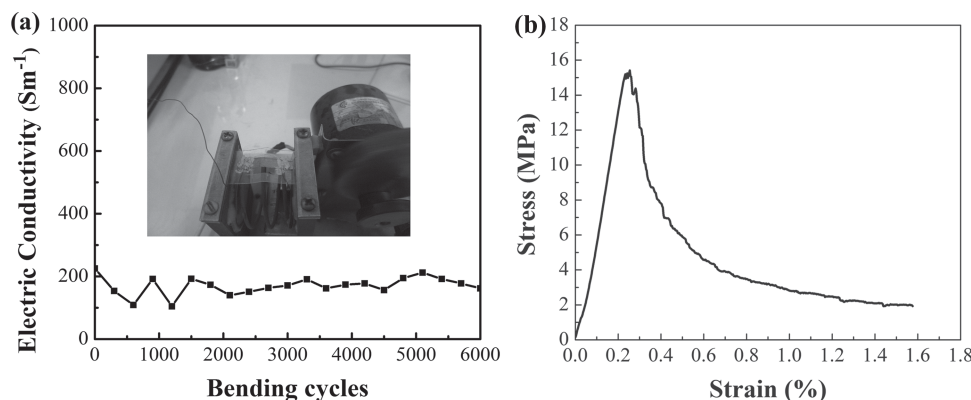 (a)
1000
800
600
400
200
0
Electric Conductivity (Sm⁻¹)
0 1000 2000 3000 4000 5000 6000
Bending cycles
(b)
18
16
14
12
10
8
6
4
2
0
Stress (MPa)
0.0 0.2 0.4 0.6 0.8 1.0 1.2 1.4 1.6 1.8
Strain (%)